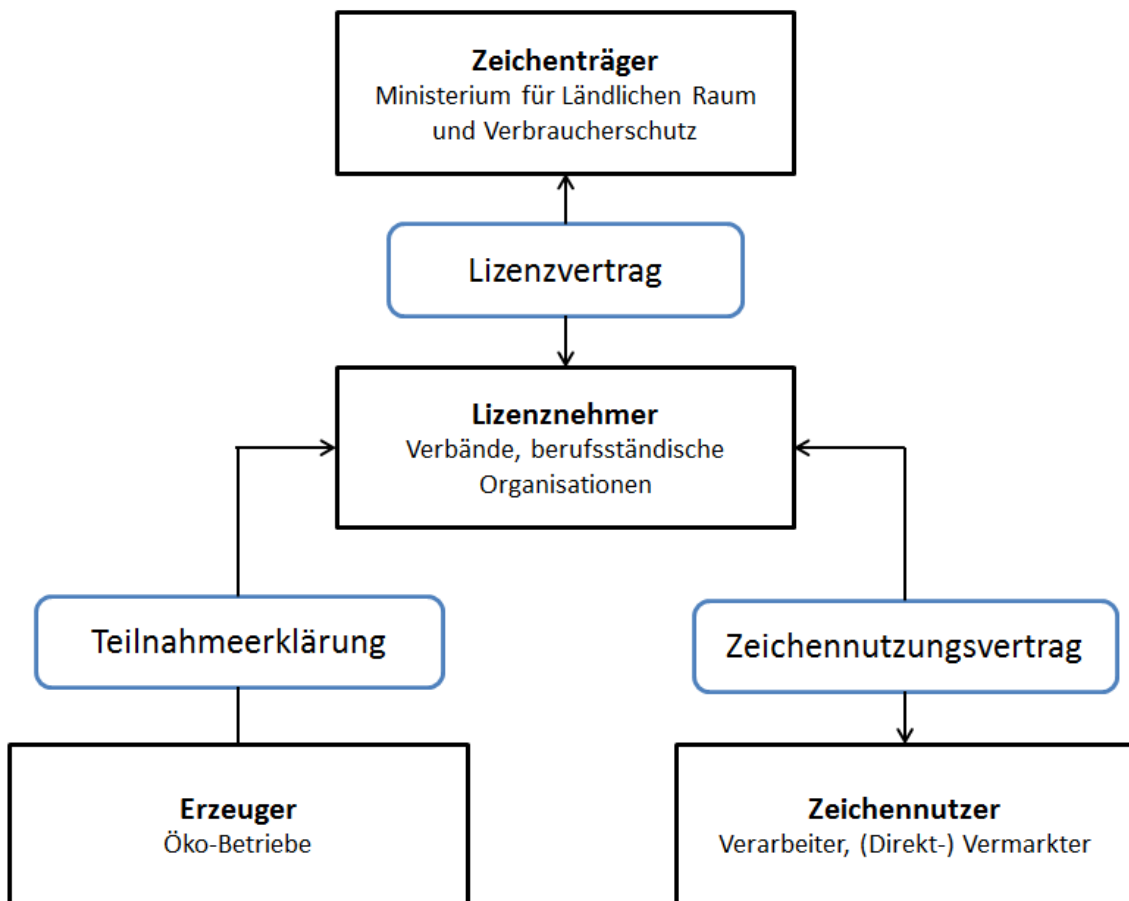 Zeichenträger
Ministerium für Ländlichen Raum
und Verbraucherschutz
Lizenzvertrag
Lizenznehmer
Verbände, berufsständische
Organisationen
Teilnahmeerklärung
Zeichennutzungsvertrag
Erzeuger
Öko-Betriebe
Zeichennutzer
Verarbeiter, (Direkt-) Vermarkter